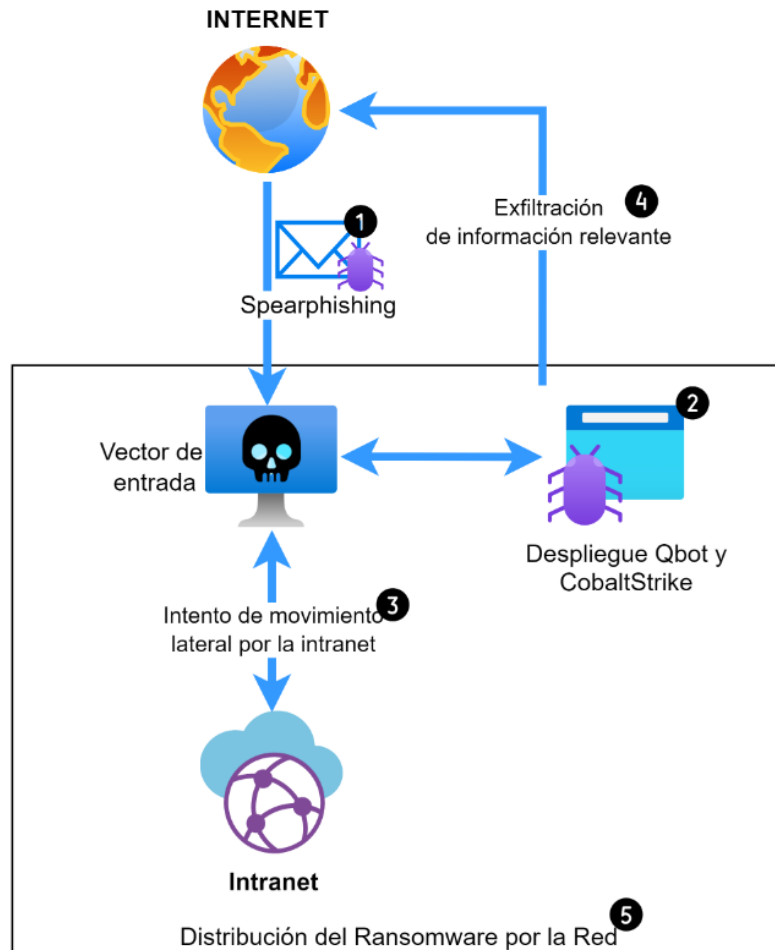 INTERNET
1
Spearphishing
4
Exfiltración
de información relevante
Vector de
entrada
2
Despliegue Qbot y
CobaltStrike
3
Intento de movimiento
lateral por la intranet
Intranet
5
Distribución del Ransomware por la Red